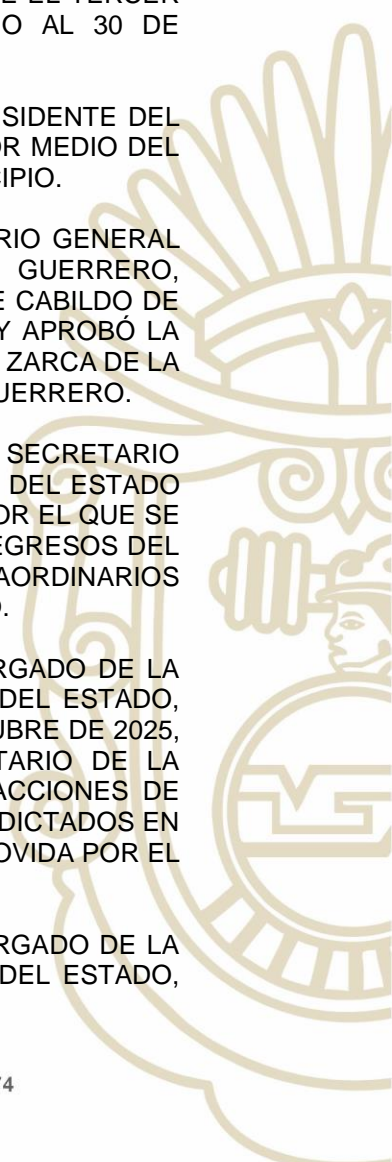 E EL TERCER
O AL 30 DE
SIDENTE DEL
OR MEDIO DEL
CIPIO.
RIO GENERAL
GUERRERO,
E CABILDO DE
Y APROBÓ LA
ZARCA DE LA
UERRERO.
SECRETARIO
DEL ESTADO
OR EL QUE SE
EGRESOS DEL
AORDINARIOS
O.
RGADO DE LA
DEL ESTADO,
UBRE DE 2025,
TARIO DE LA
ACCIONES DE
DICTADOS EN
OVIDA POR EL
RGADO DE LA
DEL ESTADO,
74